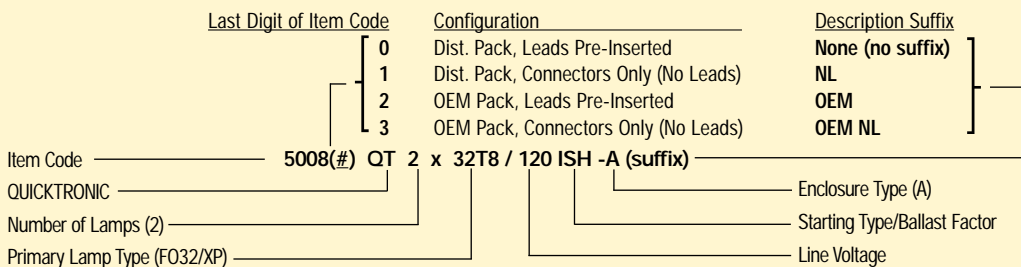 Last Digit of Item Code Configuration Description Suffix
0 Dist. Pack, Leads Pre-Inserted None (no suffix)
1 Dist. Pack, Connectors Only (No Leads) NL
2 OEM Pack, Leads Pre-Inserted OEM
3 OEM Pack, Connectors Only (No Leads) OEM NL
Item Code 5008(#) QT 2 x 32T8 / 120 ISH -A (suffix)
QUICKTRONIC Enclosure Type (A)
Number of Lamps (2) Starting Type/Ballast Factor
Primary Lamp Type (FO32/XP) Line Voltage